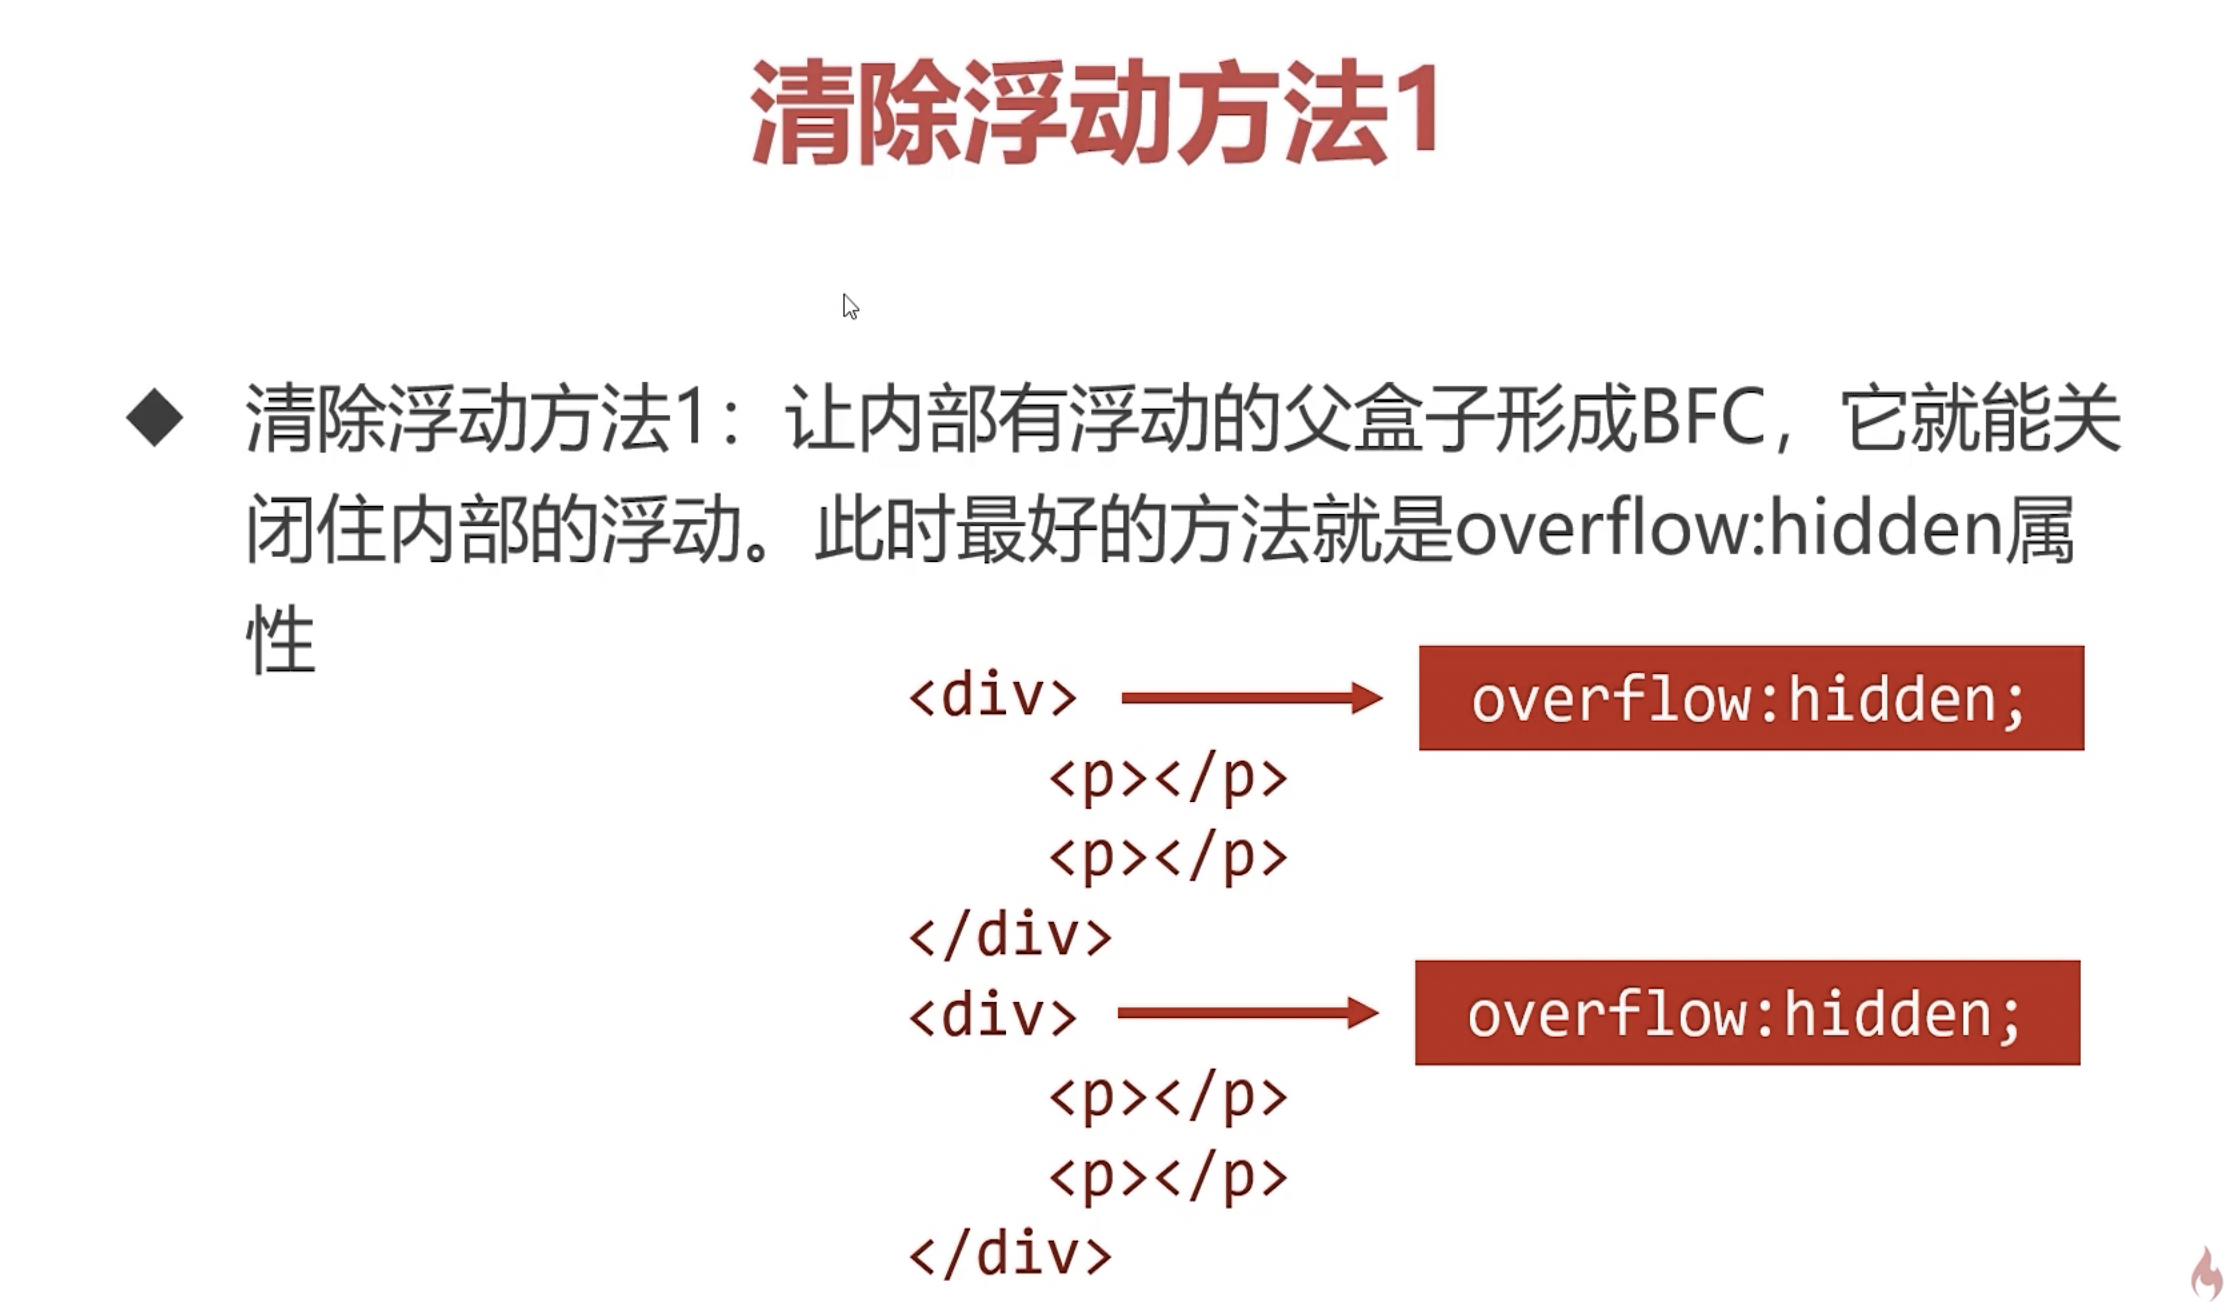 清除浮动方法1
清除浮动方法1：让内部有浮动的父盒子形成BFC，它就能关
闭住内部的浮动。此时最好的方法就是overflow:hidden属
性
<div> overflow:hidden;
<p></p>
<p></p>
</div>
<div> overflow:hidden;
<p></p>
<p></p>
</div>